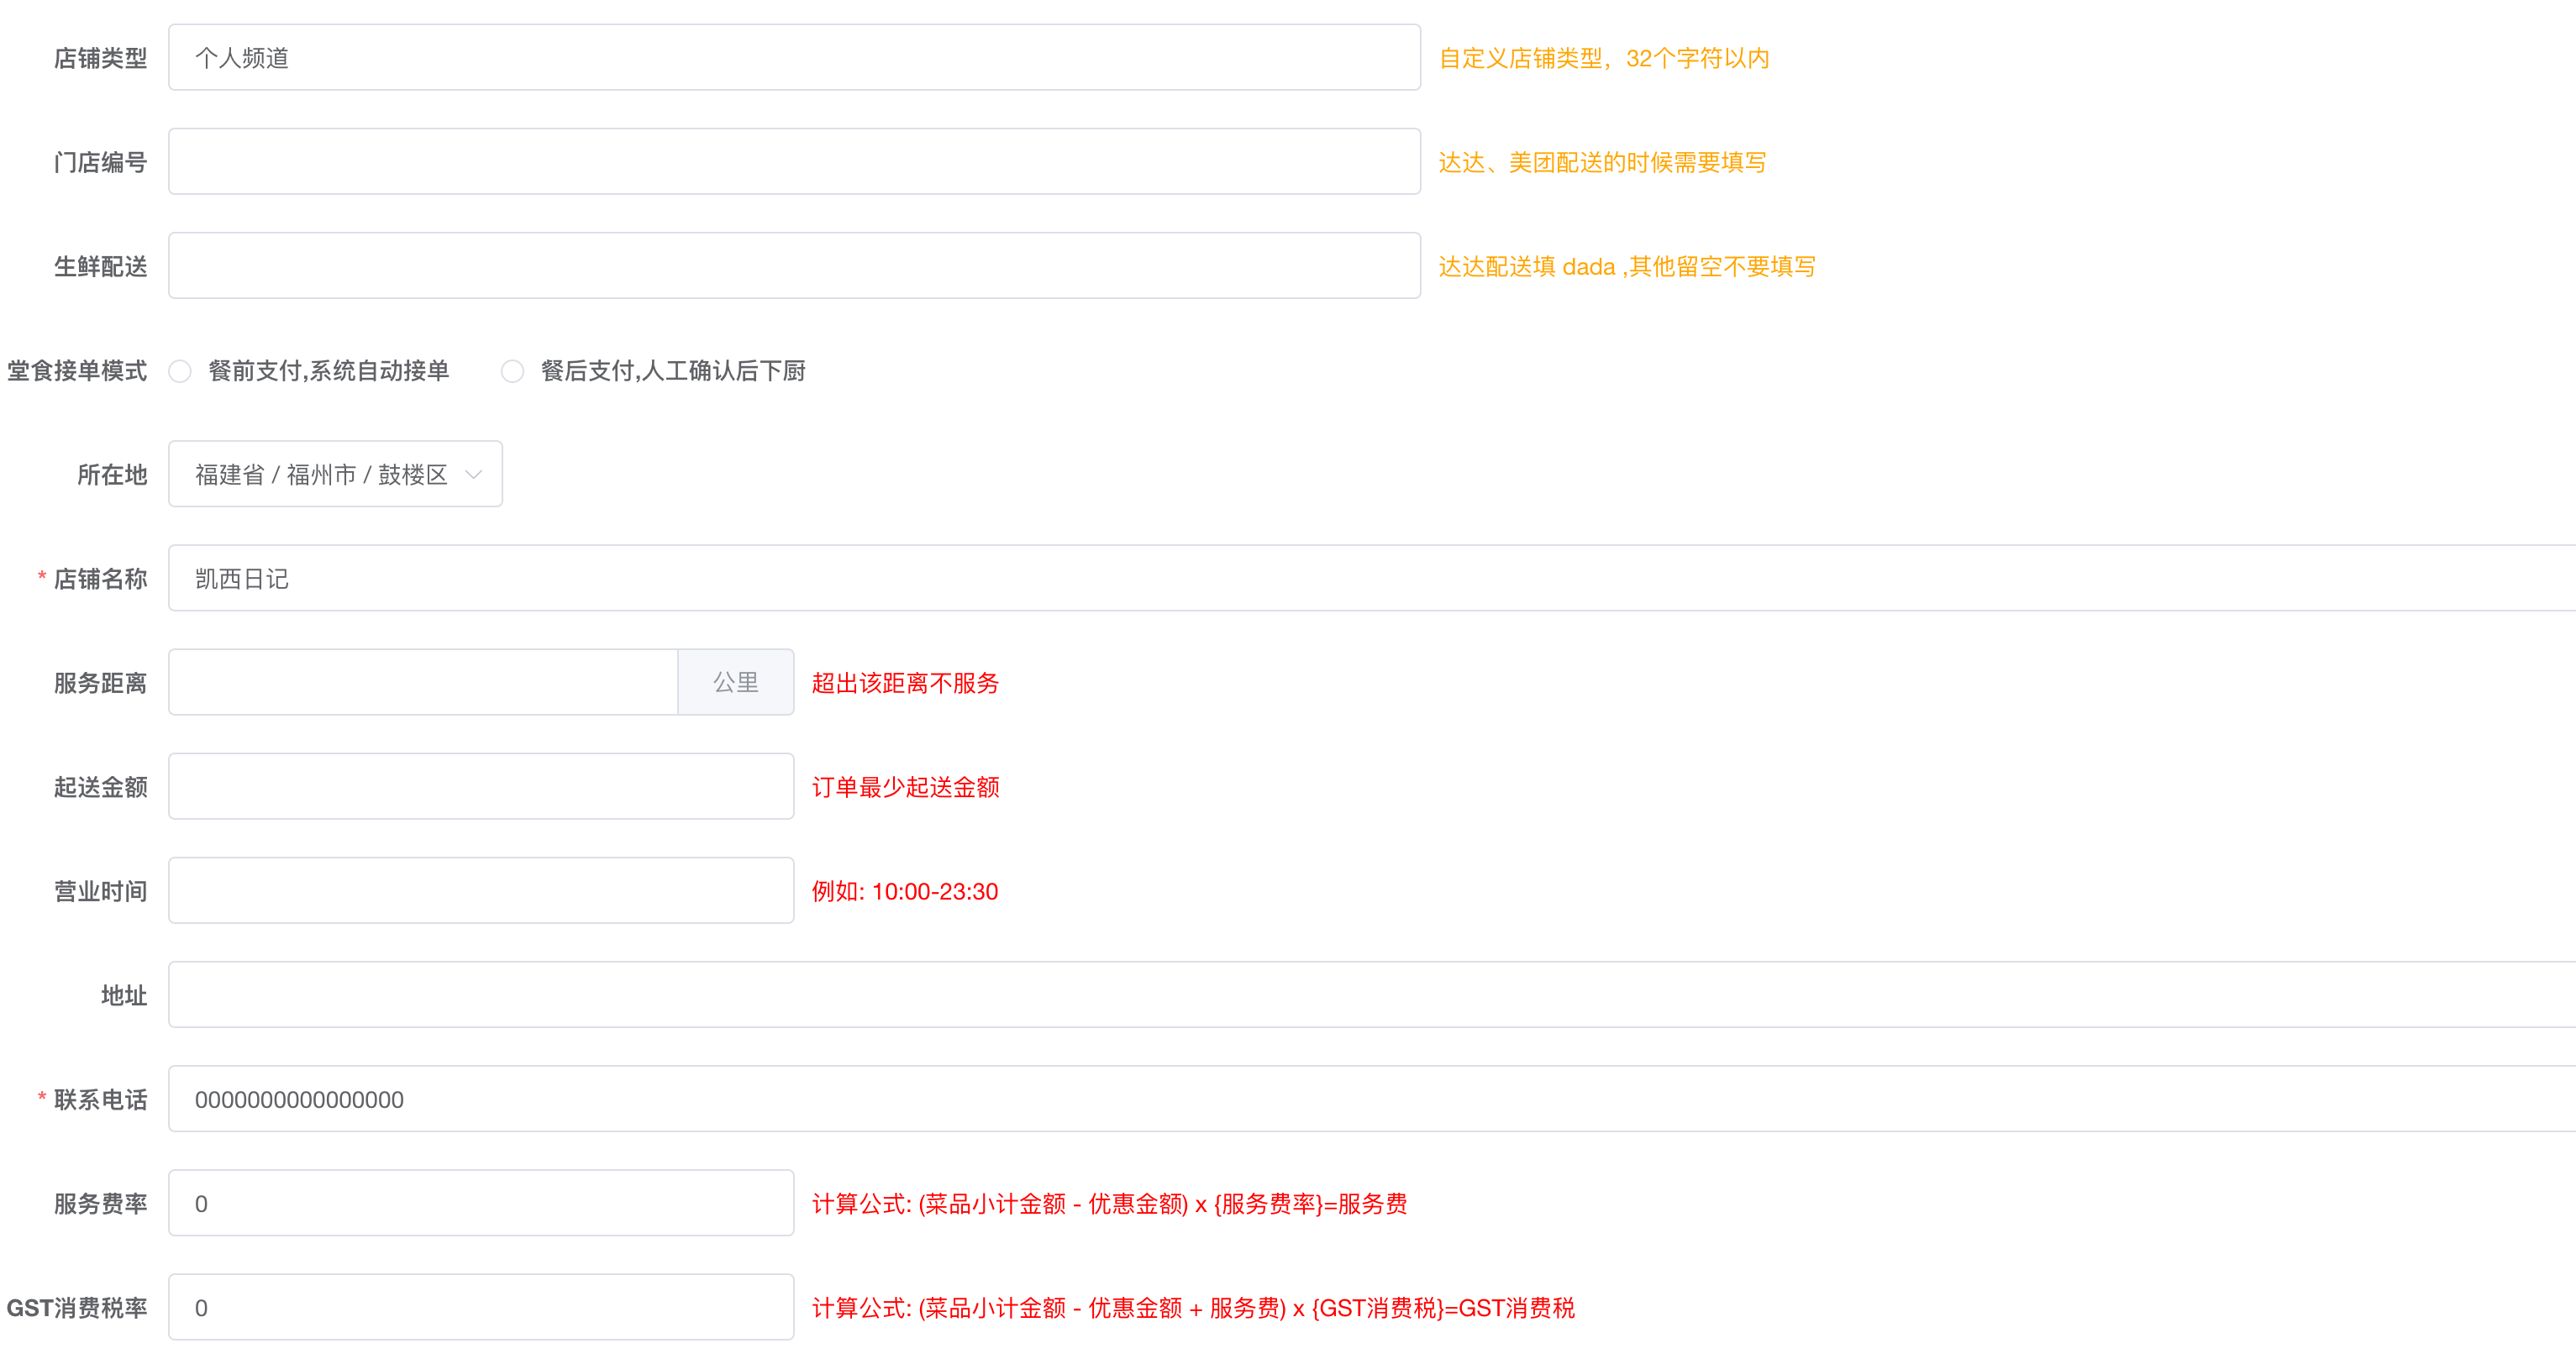 店铺类型 个人频道 自定义店铺类型，32个字符以内
门店编号 达达、美团配送的时候需要填写
生鲜配送 达达配送填 dada ,其他留空不要填写
堂食接单模式 餐前支付,系统自动接单 餐后支付,人工确认后下厨
所在地 福建省 / 福州市 / 鼓楼区
* 店铺名称 凯西日记
服务距离 公里 超出该距离不服务
起送金额 订单最少起送金额
营业时间 例如: 10:00-23:30
地址
* 联系电话 0000000000000000
服务费率 0 计算公式: (菜品小计金额 - 优惠金额) x {服务费率}=服务费
GST消费税率 0 计算公式: (菜品小计金额 - 优惠金额 + 服务费) x {GST消费税}=GST消费税